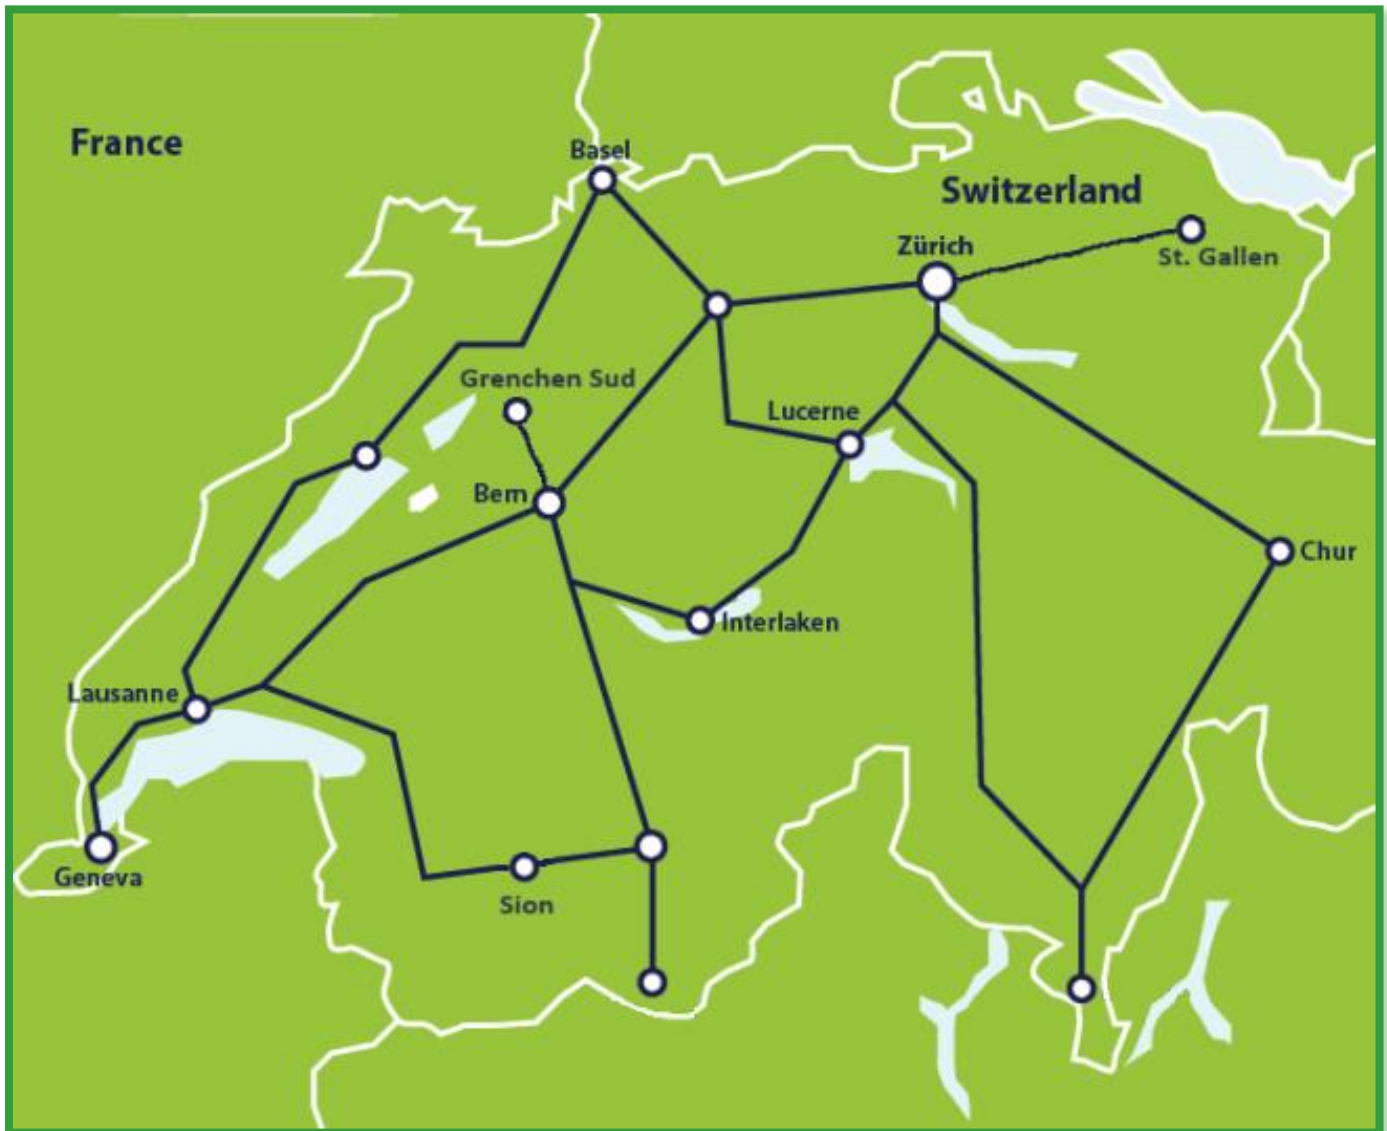 France
Basel
Switzerland
Zürich
St. Gallen
Grenchen Sud
Lucerne
Bern
Chur
Interlaken
Lausanne
Geneva
Sion